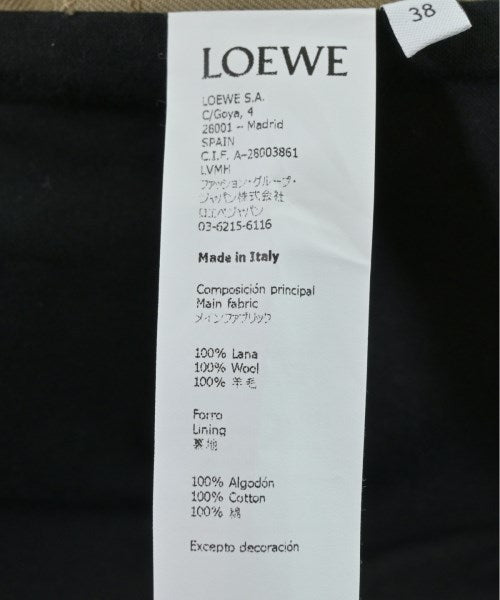 38
LOEWE
LOEWE S.A.
C/Goya, 4
28001 - Madrid
SPAIN
C.I.F. A-28003861
LVMH
ファッション・グループ・
ジャパン株式会社
ロエベジャパン
03-6215-6116
Made in Italy
Composición principal
Main fabric
メインファブリック
100% Lana
100% Wool
100% 羊毛
Forro
Lining
裏地
100% Algodón
100% Cotton
100% 綿
Excepto decoración